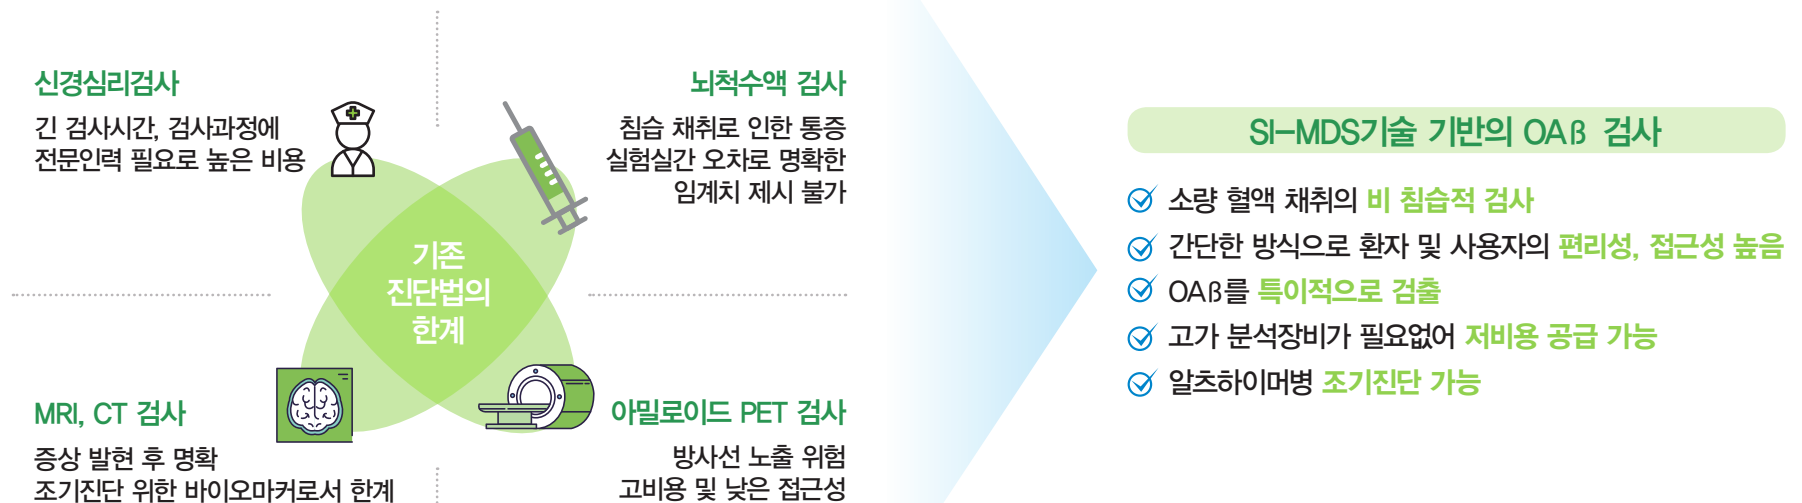 신경심리검사
긴 검사시간, 검사과정에
전문인력 필요로 높은 비용
뇌척수액 검사
침습 채취로 인한 통증
실험실간 오차로 명확한
임계치 제시 불가
기존
진단법의
한계
MRI, CT 검사
증상 발현 후 명확
조기진단 위한 바이오마커로서 한계
아밀로이드 PET 검사
방사선 노출 위험
고비용 및 낮은 접근성
SI-MDS기술 기반의 OAß 검사
소량 혈액 채취의 비 침습적 검사
간단한 방식으로 환자 및 사용자의 편리성, 접근성 높음
OAß를 특이적으로 검출
고가 분석장비가 필요없어 저비용 공급 가능
알츠하이머병 조기진단 가능